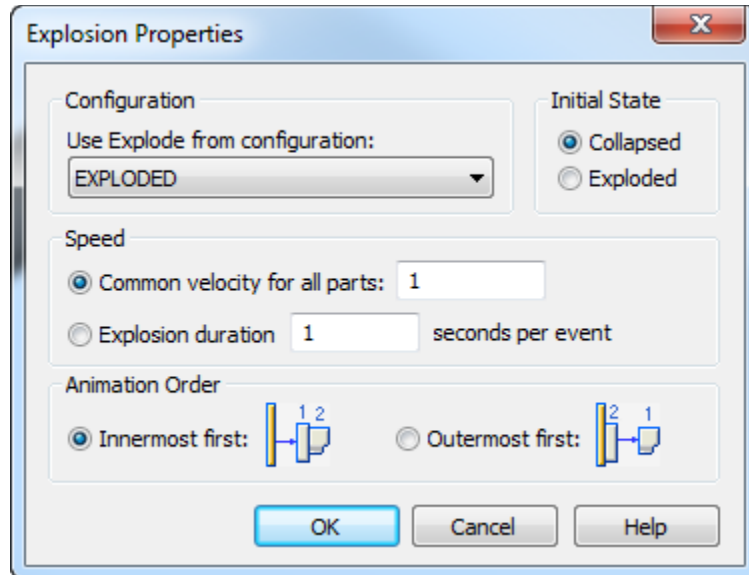 Explosion Properties
Configuration
Initial State
Use Explode from configuration:
EXPLODED
Collapsed
Exploded
Speed
Common velocity for all parts: 1
Explosion duration 1 seconds per event
Animation Order
Innermost first: 1 2 Outermost first: 2 1
OK Cancel Help